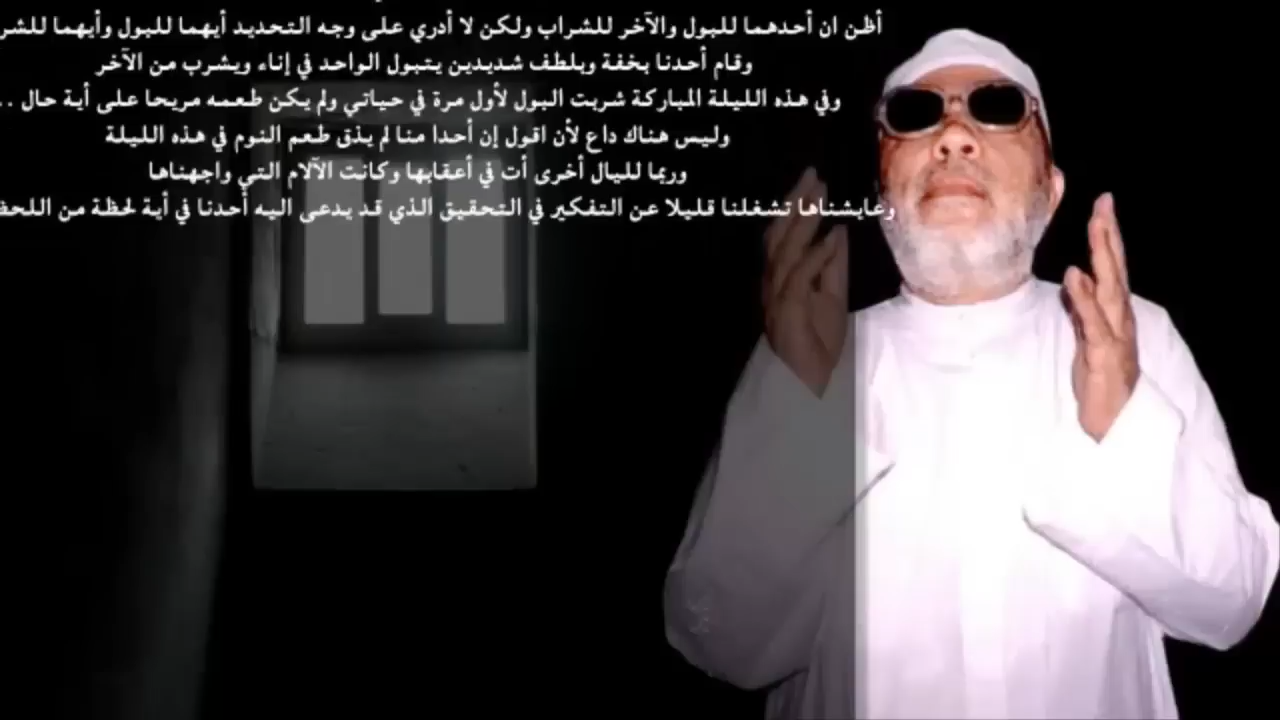 أظن ان أحدهما للبول والآخر للشراب ولكن لا أدري على وجه التحديد أيهما للبول وأيهما للشر
وقام أحدنا بخفة وبلطف شديدين يتبول الواحد في إناء ويشرب من الآخر
وفي هذه الليلة المباركة شربت البول لأول مرة في حياتي ولم يكن طعمه مريحا على أية حال . .
وليس هناك داع لأن اقول إن أحدا منا لم يذق طعم النوم في هذه الليلة
وربما لليال أخرى أت في أعقابها وكانت الآلام التي واجهناها
وعايشناها تشغلنا قليلا عن التفكير في التحقيق الذي قد يدعى اليه أحدنا في أية لحظة من اللحظ